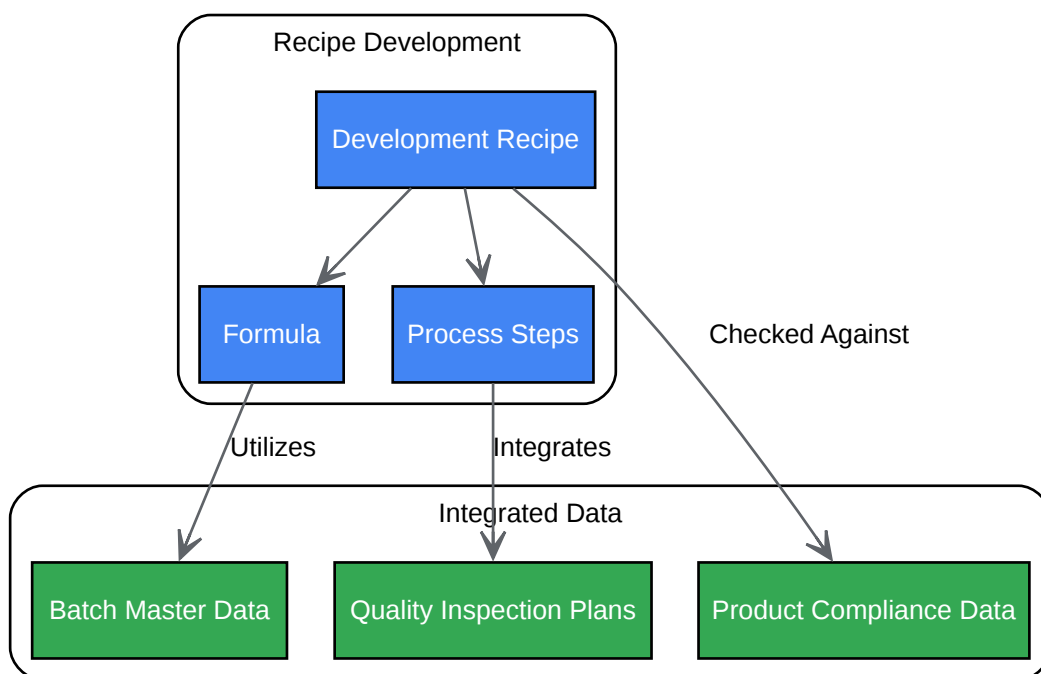 Recipe Development
Development Recipe
Formula
Process Steps
Checked Against
Utilizes
Integrates
Integrated Data
Batch Master Data
Quality Inspection Plans
Product Compliance Data